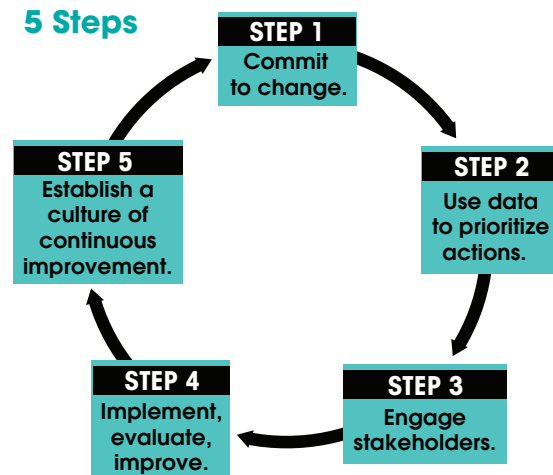 5 Steps
STEP 1
Commit
to change.
STEP 2
Use data
to prioritize
actions.
STEP 3
Engage
stakeholders.
STEP 4
Implement,
evaluate,
improve.
STEP 5
Establish a
culture of
continuous
improvement.